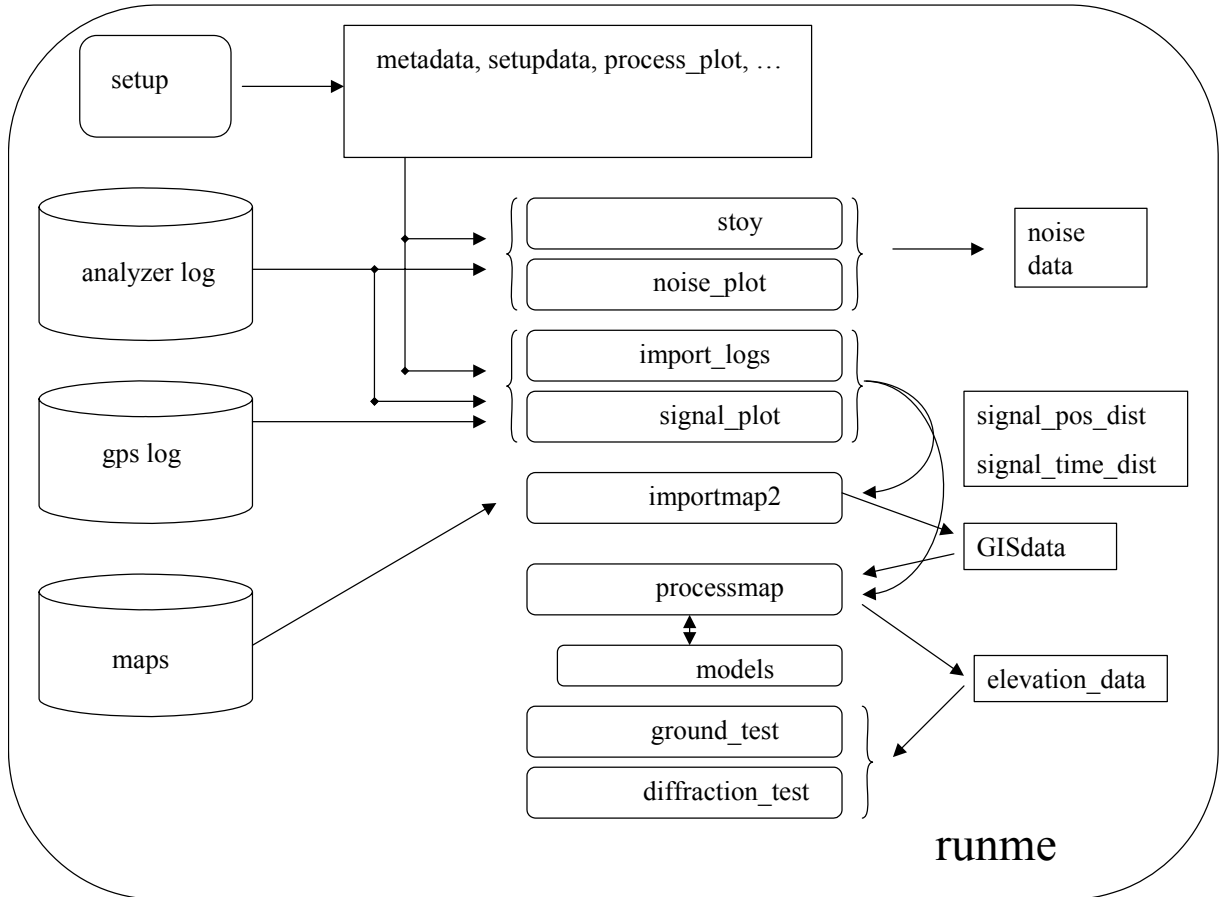 setup
metadata, setupdata, process_plot, …
analyzer log
stoy
noise_plot
noise
data
import_logs
signal_plot
gps log
signal_pos_dist
signal_time_dist
importmap2
GISdata
processmap
maps
models
elevation_data
ground_test
diffraction_test
runme